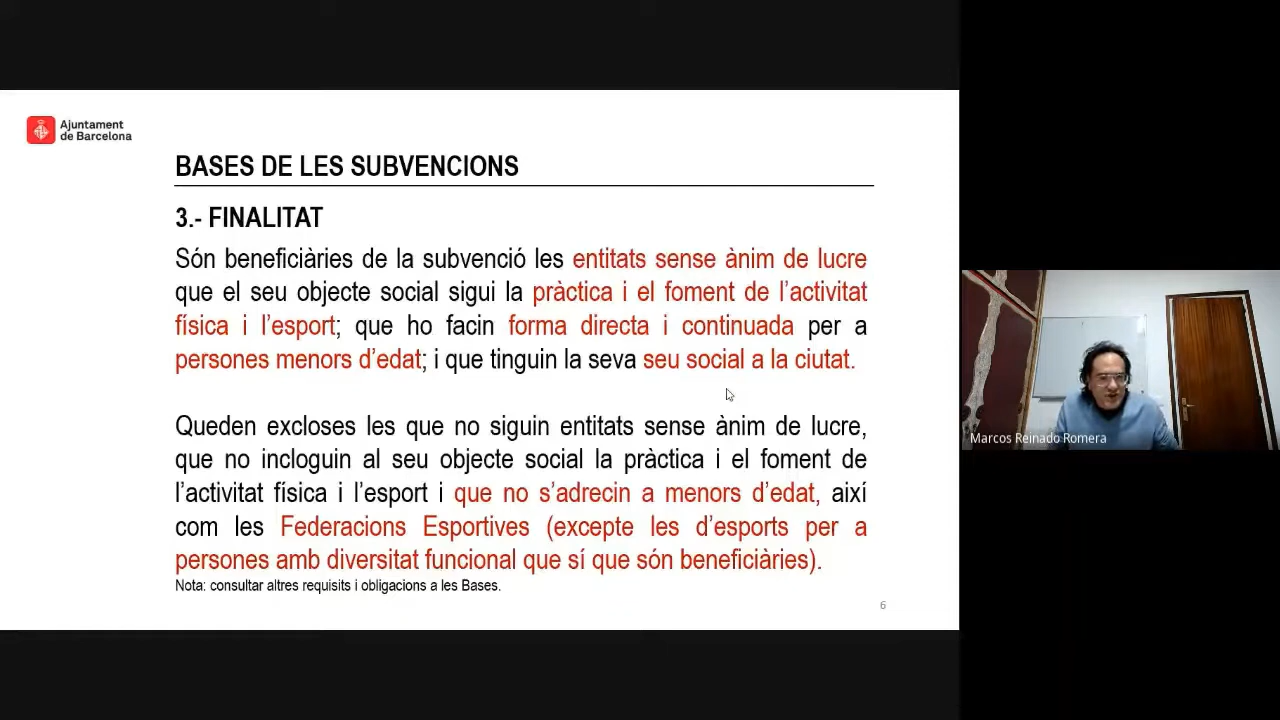 Ajuntament
de Barcelona
BASES DE LES SUBVENCIONS
3.- FINALITAT
Són beneficiàries de la subvenció les entitats sense ànim de lucre
que el seu objecte social sigui la pràctica i el foment de l’activitat
física i l’esport; que ho facin forma directa i continuada per a
persones menors d’edat; i que tinguin la seva seu social a la ciutat.
Queden excloses les que no siguin entitats sense ànim de lucre,
que no incloguin al seu objecte social la pràctica i el foment de
l’activitat física i l’esport i que no s’adrecin a menors d’edat, així
com les Federacions Esportives (excepte les d’esports per a
persones amb diversitat funcional que sí que són beneficiàries).
Nota: consultar altres requisits i obligacions a les Bases.
6
Marcos Reinado Romera